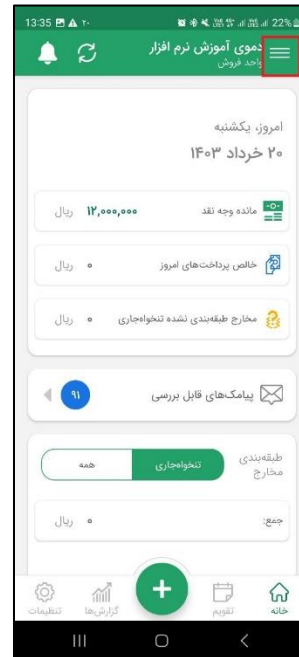 13:35
22%
دموی آموزش نرم افزار
واحد فروش
امروز، یکشنبه
۲۰ خرداد ۱۴۰۳
مانده وجه نقد ۱۲,۰۰۰,۰۰۰ ریال
خالص پرداخت‌های امروز ۰ ریال
مخارج طبقه‌بندی نشده تنخواه‌جاری ۰ ریال
پیامک‌های قابل بررسی ۹۱
طبقه‌بندی مخارج
تنخواه‌جاری همه
جمع: ۰ ریال
خانه تقویم + گزارش‌ها تنظیمات